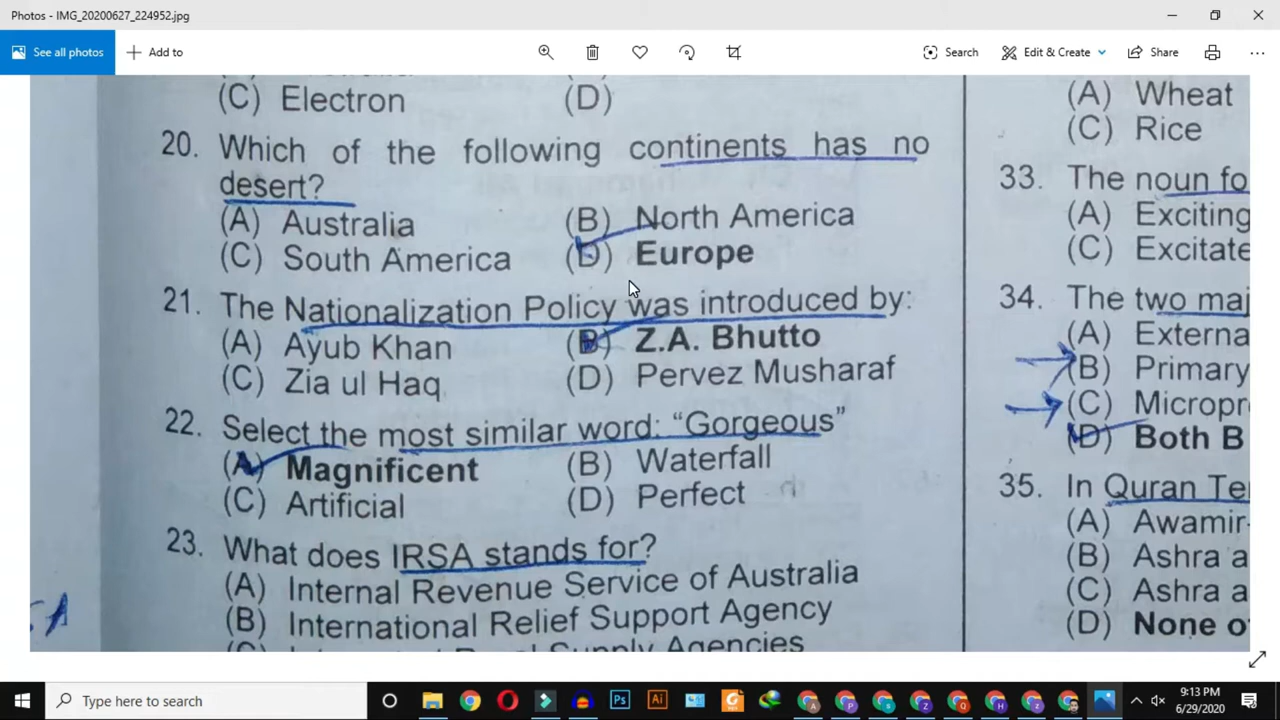 Photos - IMG_20200627_224952.jpg
See all photos
Add to
Search
Edit & Create
Share
(C) Electron (D)
20. Which of the following continents has no
desert?
(A) Australia (B) North America
(C) South America (D) Europe
21. The Nationalization Policy was introduced by:
(A) Ayub Khan (B) Z.A. Bhutto
(C) Zia ul Haq (D) Pervez Musharaf
22. Select the most similar word: “Gorgeous”
(A) Magnificent (B) Waterfall
(C) Artificial (D) Perfect
23. What does IRSA stands for?
(A) Internal Revenue Service of Australia
(B) International Relief Support Agency
Supply Agencies
(A) Wheat
(C) Rice
33. The noun fo
(A) Exciting
(C) Excitate
34. The two maj
(A) Externa
(B) Primary
(C) Micropr
(D) Both B
35. In Quran Te
(A) Awamir-
(B) Ashra a
(C) Ashra a
(D) None o
Type here to search
9:13 PM
6/29/2020